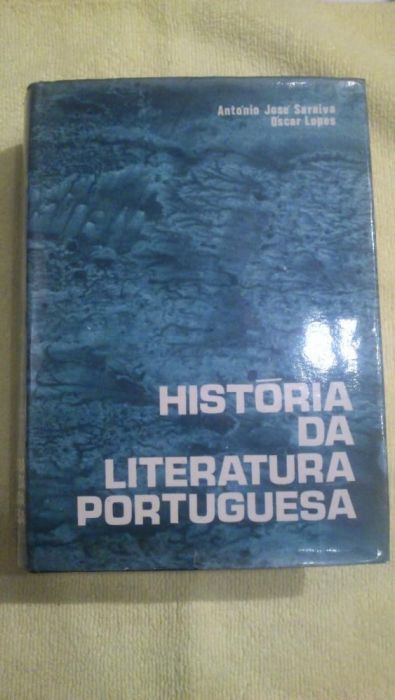 António José Saraiva
Óscar Lopes
HISTÓRIA
DA
LITERATURA
PORTUGUESA